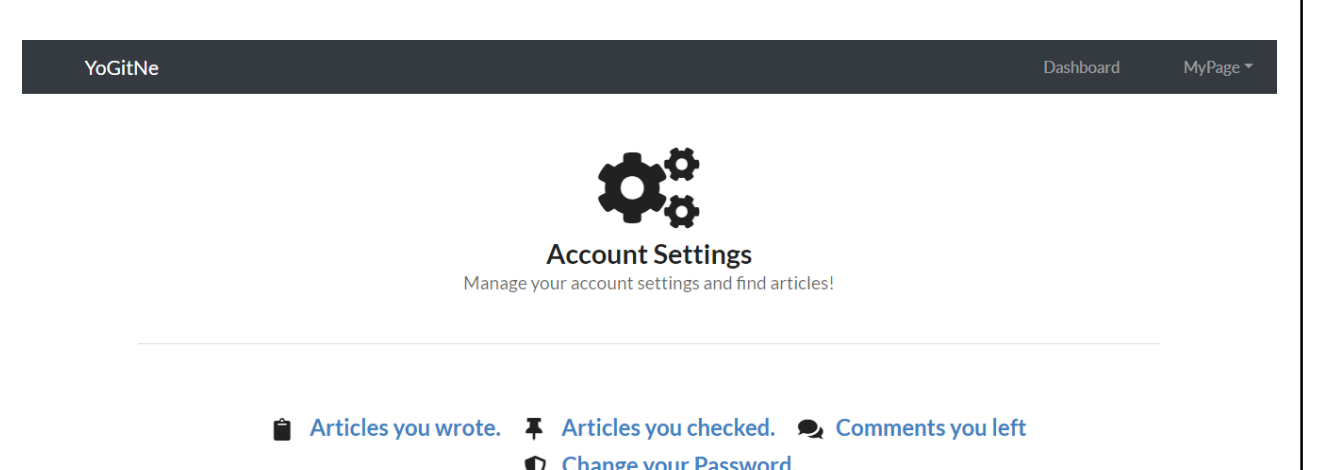 YoGitNe Dashboard MyPage
Account Settings
Manage your account settings and find articles!
Articles you wrote. Articles you checked. Comments you left
Change your Password